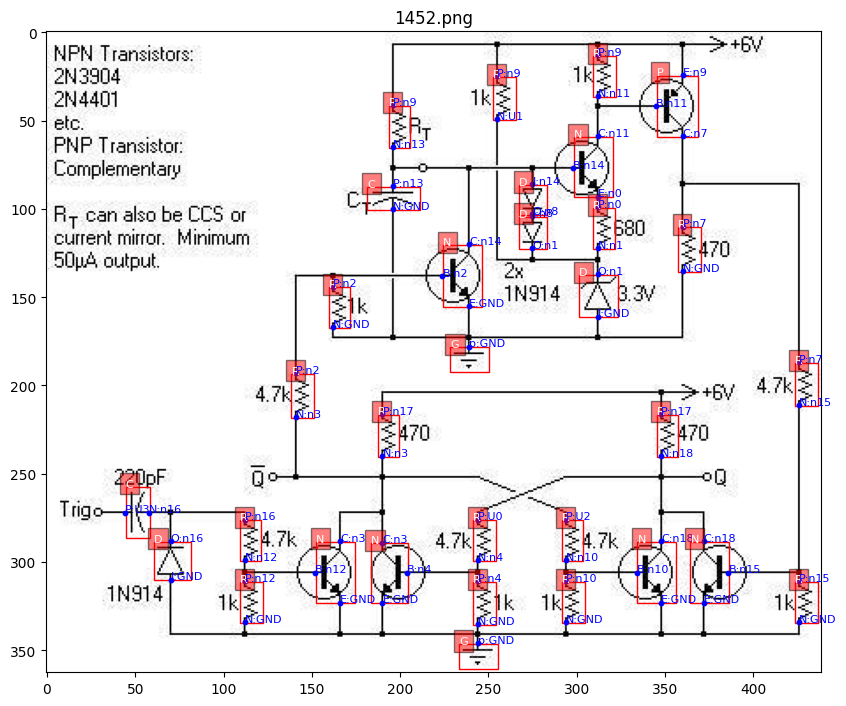 1452.png
NPN Transistors:
2N3904
2N4401
etc.
PNP Transistor:
Complementary
R_T can also be CCS or
current mirror. Minimum
50µA output.
+6V
P:n9
1k
N:U1
P:n9
1k
N:n11
E:n9
B:n11
C:n7
P:n9
R_T
N:n13
C:n11
B:n14
E:n0
P:n13
C_T
N:GND
I:n14
O:n1
P:n0
680
N:n1
P:n7
470
N:GND
C:n14
B:n2
E:GND
2x
1N914
O:n1
3.3V
I:GND
P:n2
1k
N:GND
p:GND
P:n2
4.7k
N:n3
P:n7
4.7k
N:n15
+6V
P:n17
470
N:n3
P:n17
470
N:n18
Q̅
Q
220pF
Trig
P:U3
N:n16
O:n16
I:GND
1N914
P:n16
4.7k
N:n12
P:n12
1k
N:GND
C:n3
B:n12
E:GND
C:n3
B:n4
E:GND
P:U0
4.7k
N:n4
P:n4
1k
N:GND
P:U2
4.7k
N:n10
P:n10
1k
N:GND
C:n18
B:n10
E:GND
C:n18
B:n15
E:GND
P:n15
1k
N:GND
p:GND
0
50
100
150
200
250
300
350
0
50
100
150
200
250
300
350
400